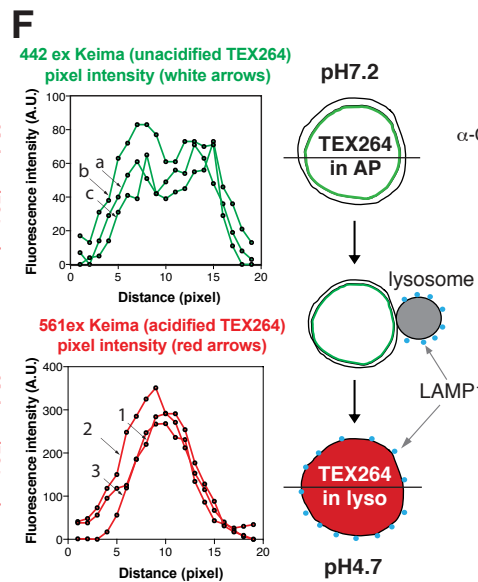 F
442 ex Keima (unacidified TEX264)
pixel intensity (white arrows)
Fluorescence intensity (A.U.)
100
80
60
40
20
0
a
b
c
0 5 10 15 20
Distance (pixel)
561ex Keima (acidified TEX264)
pixel intensity (red arrows)
Fluorescence intensity (A.U.)
400
300
200
100
0
1
2
3
0 5 10 15 20
Distance (pixel)
pH7.2
TEX264
in AP
lysosome
LAMP
TEX264
in lyso
pH4.7